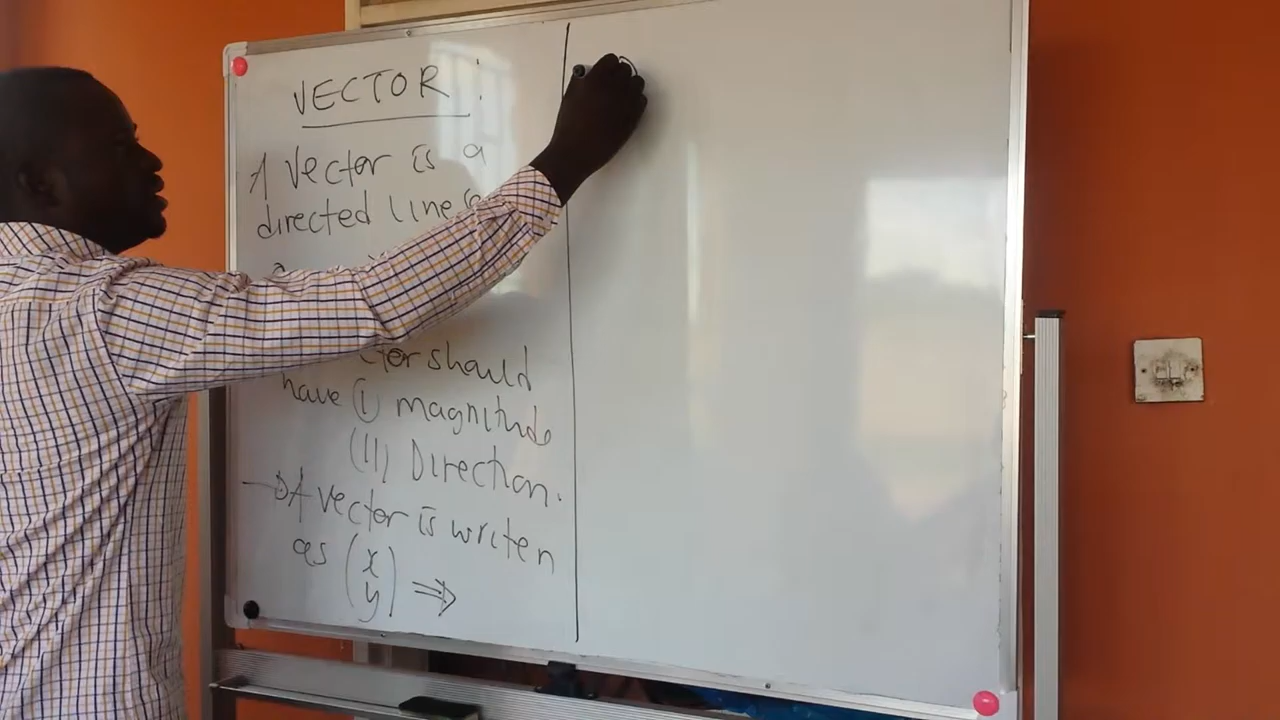 VECTOR :
A vector is a
directed line
ctor should
have (i) magnitude
(II) Direction.
→ A vector is writen
as (x y) ⇒